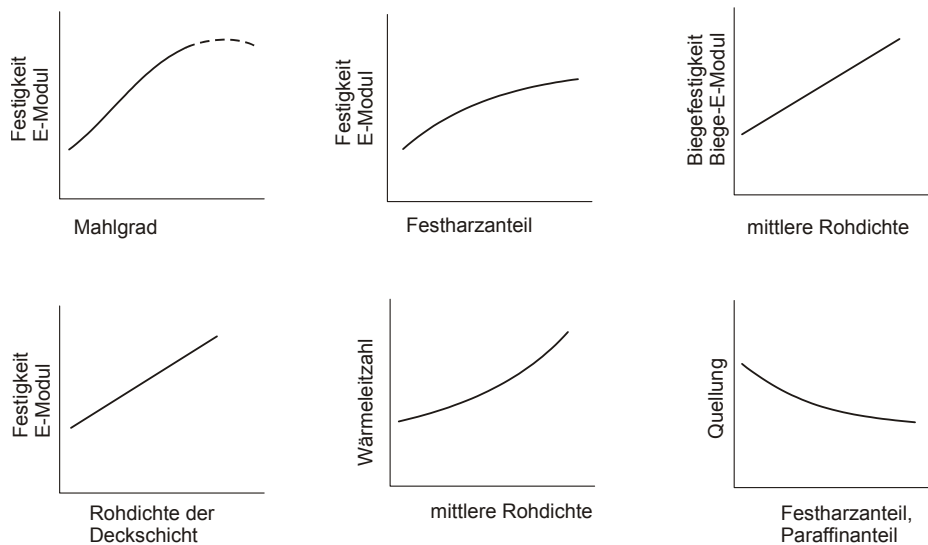 Festigkeit
E-Modul
Mahlgrad
Festigkeit
E-Modul
Festharzanteil
Biegefestigkeit
Biege-E-Modul
mittlere Rohdichte
Festigkeit
E-Modul
Rohdichte der
Deckschicht
Wärmeleitzahl
mittlere Rohdichte
Quellung
Festharzanteil,
Paraffinanteil